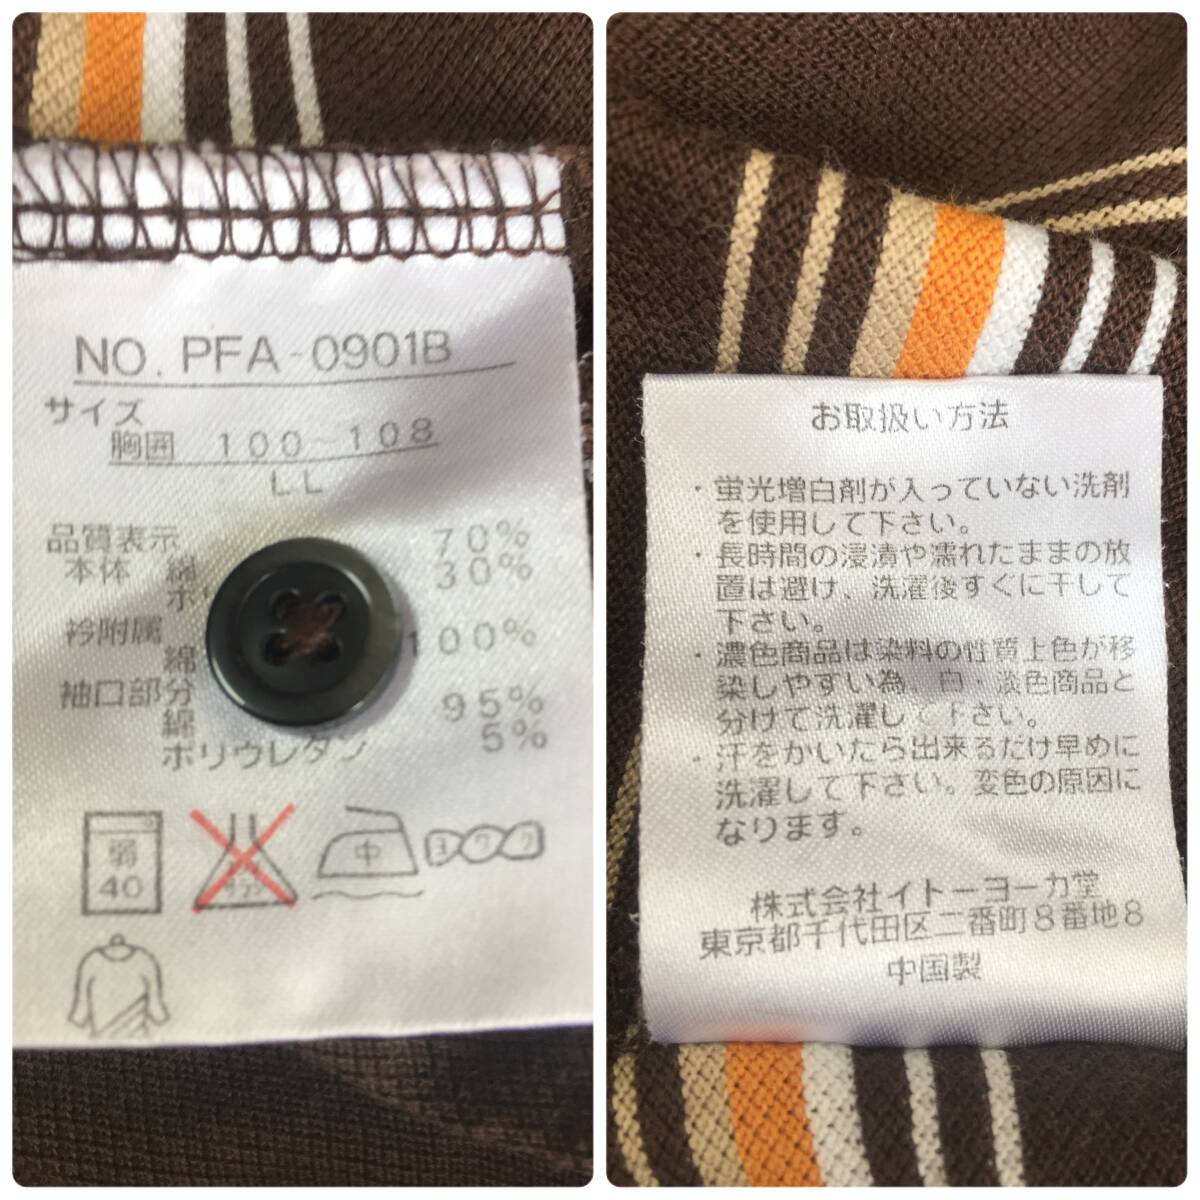 NO. PFA-0901B
サイズ
胸囲 100~108
LL
品質表示
本体 綿 70%
30%
衿附属
綿 100%
袖口部分
綿 95%
ポリウレタン 5%
弱
40
中
お取扱い方法
・蛍光増白剤が入っていない洗剤
を使用して下さい。
・長時間の浸漬や濡れたままの放
置は避け、洗濯後すぐに干して
下さい。
・濃色商品は染料の性質上色が移
染しやすい為、白・淡色商品と
分けて洗濯して下さい。
・汗をかいたら出来るだけ早めに
洗濯して下さい。変色の原因に
なります。
株式会社イトーヨーカ堂
東京都千代田区二番町8番地8
中国製